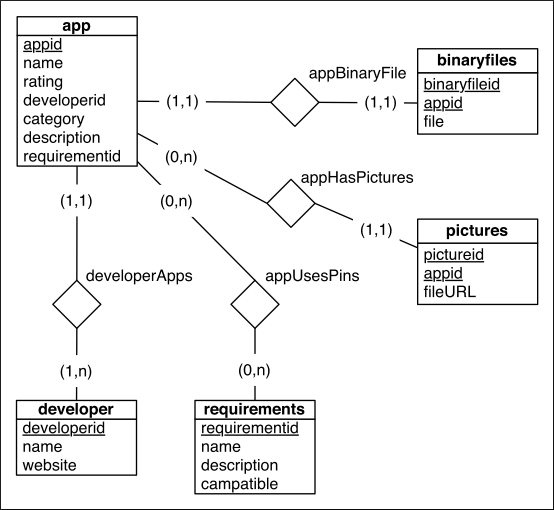 app
appid
name
rating
developerid
category
description
requirementid
appBinaryFile
(1,1)
(1,1)
binaryfiles
binaryfileid
appid
file
(0,n)
appHasPictures
(1,1)
pictures
pictureid
appid
fileURL
(1,1)
(0,n)
developerApps
appUsesPins
(1,n)
(0,n)
developer
developerid
name
website
requirements
requirementid
name
description
campatible